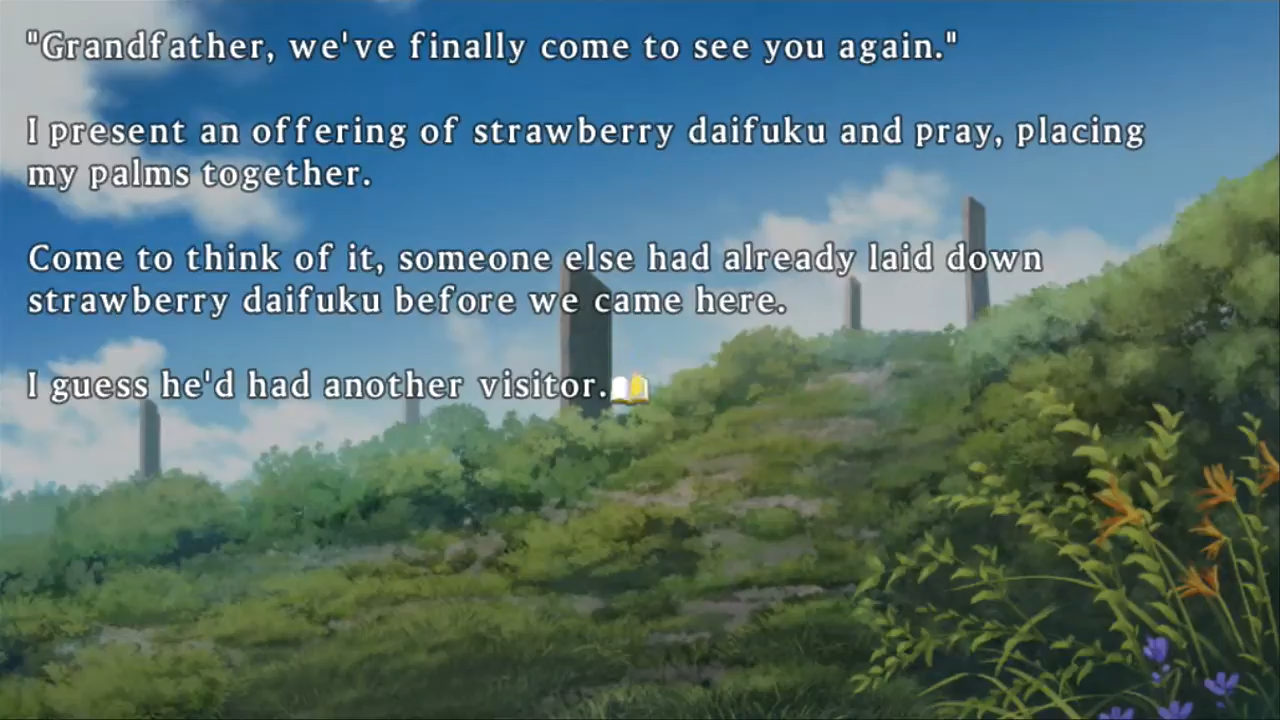 "Grandfather, we've finally come to see you again."
I present an offering of strawberry daifuku and pray, placing
my palms together.
Come to think of it, someone else had already laid down
strawberry daifuku before we came here.
I guess he'd had another visitor.